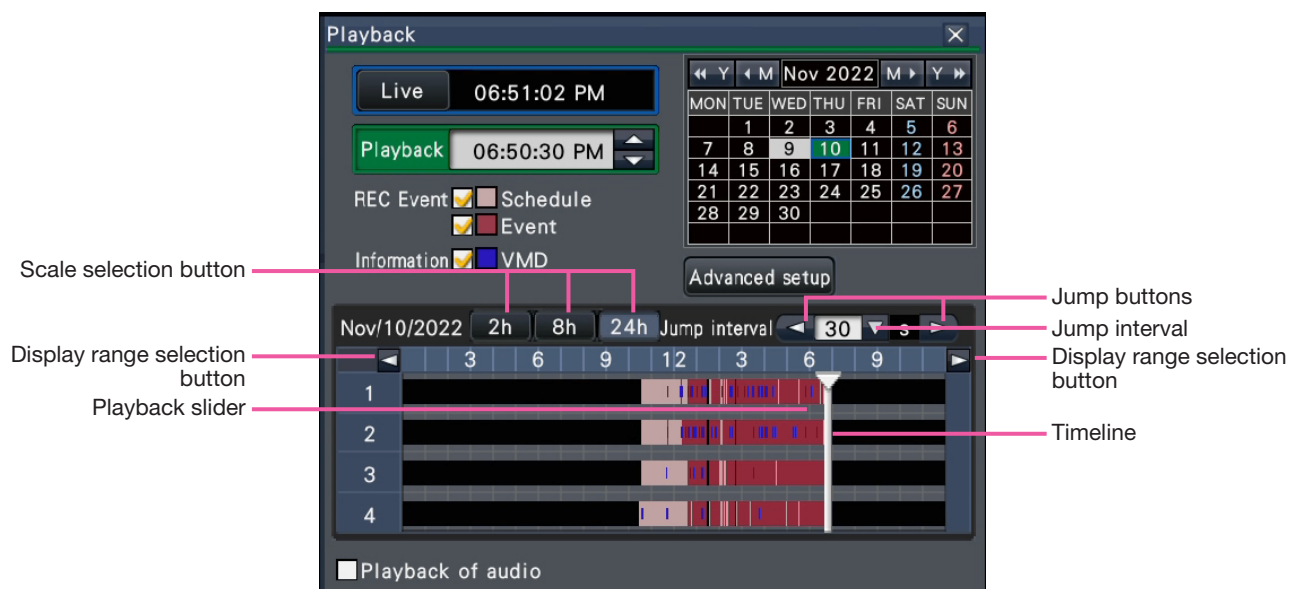 Playback
Live 06:51:02 PM
Playback 06:50:30 PM
REC Event Schedule
Event
Information VMD
Y M Nov 2022 M Y
MON TUE WED THU FRI SAT SUN
1 2 3 4 5 6
7 8 9 10 11 12 13
14 15 16 17 18 19 20
21 22 23 24 25 26 27
28 29 30
Advanced setup
Scale selection button
Jump buttons
Jump interval
Display range selection
button
Nov/10/2022 2h 8h 24h Jump interval 30 s
Display range selection
button
3 6 9 12 3 6 9
Playback slider
1
2
3
4
Timeline
Playback of audio